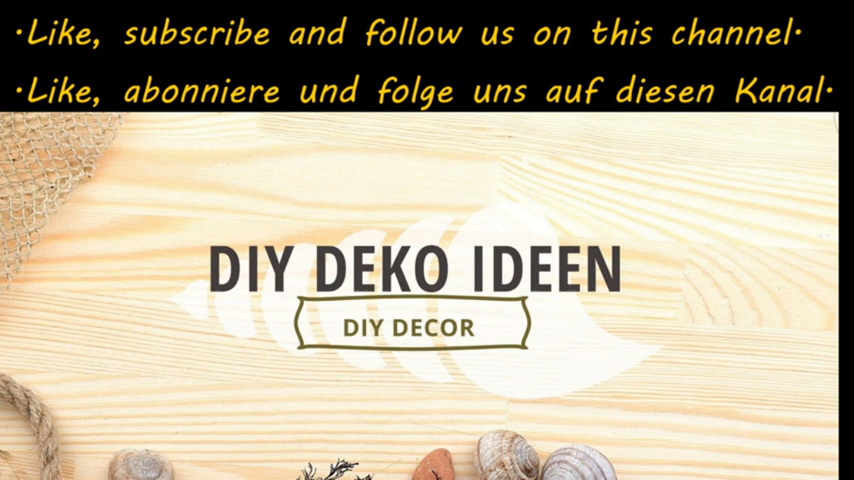 ·Like, subscribe and follow us on this channel·
·Like, abonniere und folge uns auf diesen Kanal·
DIY DEKO IDEEN
DIY DECOR